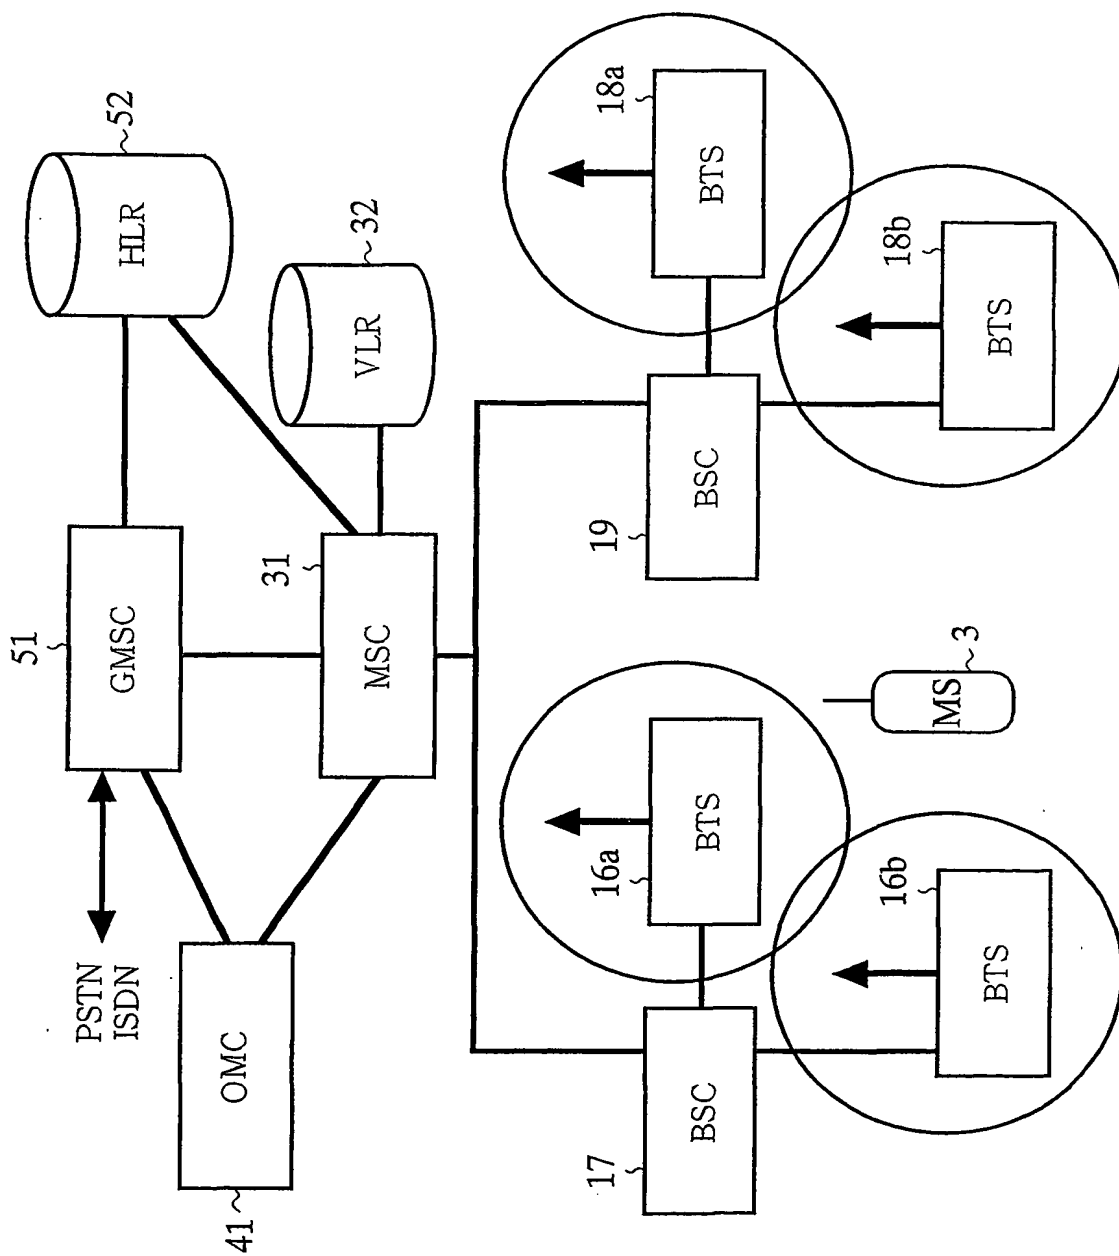 PSTN
ISDN
51
GMSC
HLR
52
41
OMC
31
MSC
VLR
32
17
BSC
16a
BTS
16b
BTS
MS
3
19
BSC
18a
BTS
18b
BTS